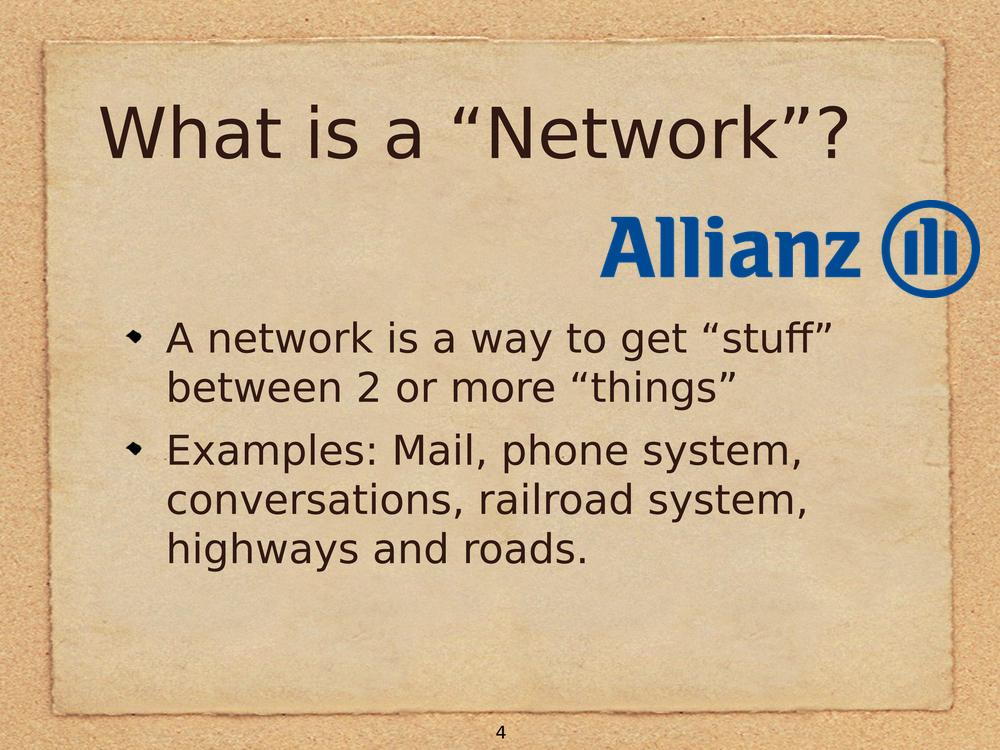 What is a “Network”?
Allianz
A network is a way to get “stuff”
between 2 or more “things”
Examples: Mail, phone system,
conversations, railroad system,
highways and roads.
4